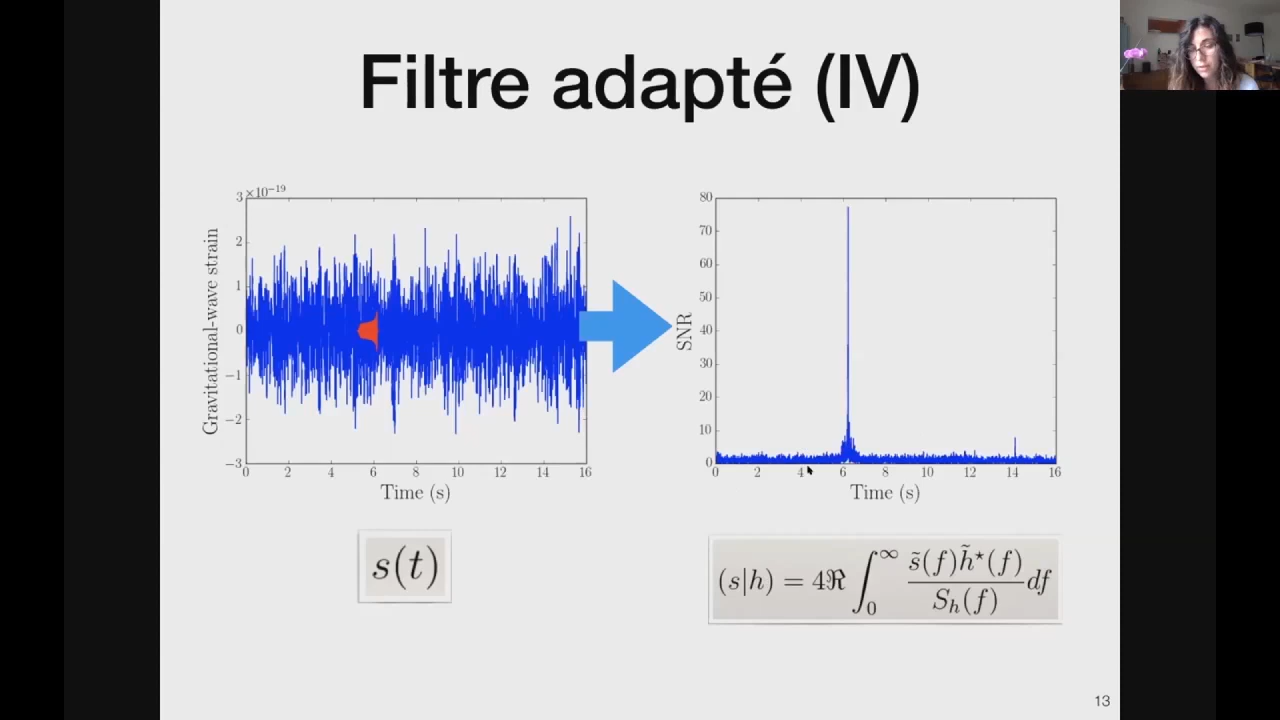 Filtre adapté (IV)
3 ×10⁻¹⁹
2
1
0
−1
−2
−3
Gravitational-wave strain
0 2 4 6 8 10 12 14 16
Time (s)
80
70
60
50
40
30
20
10
0
SNR
0 2 4 6 8 10 12 14 16
Time (s)
s(t)
(s|h) = 4ℜ ∫₀^∞ s̃(f)h̃⋆(f) / Sₕ(f) df
13